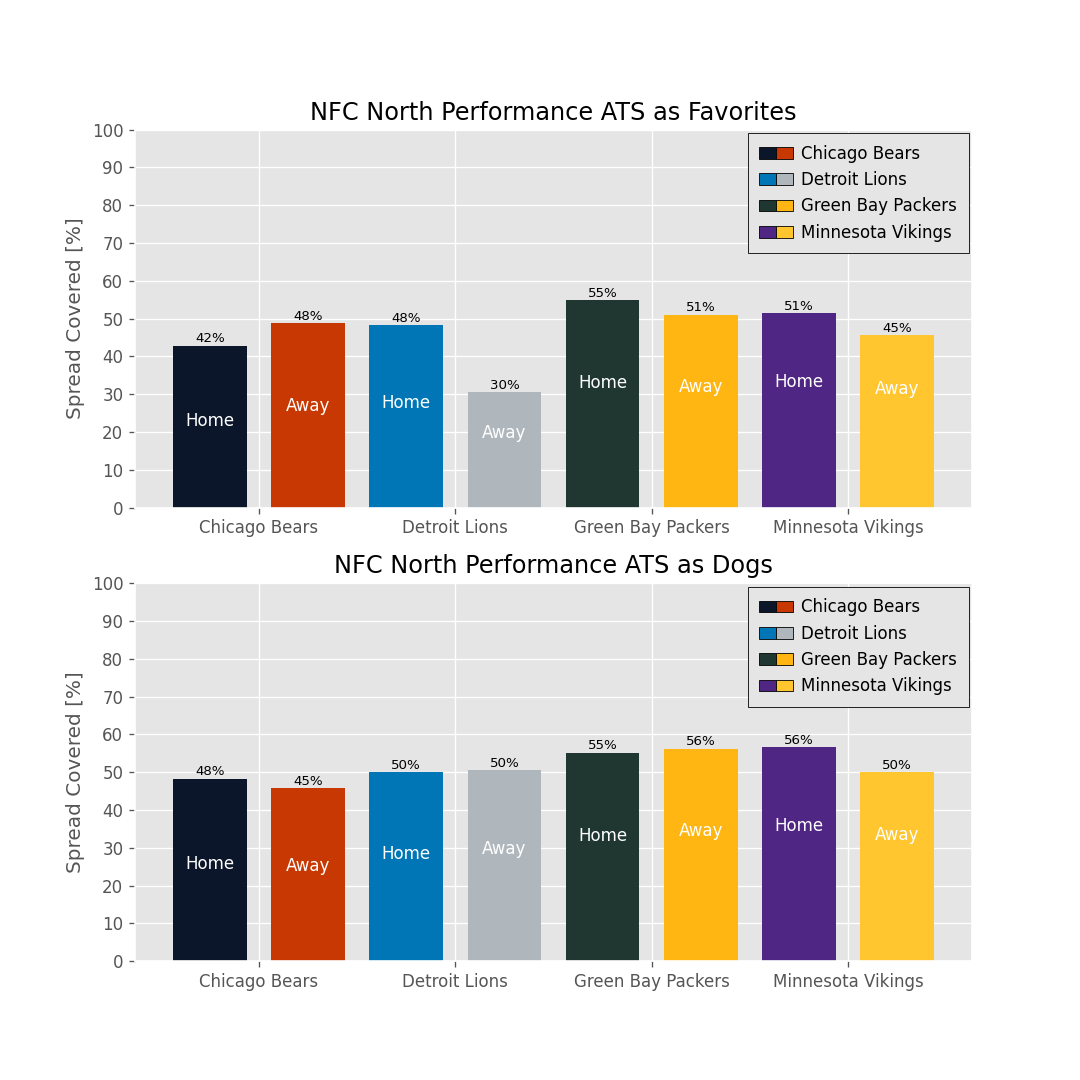 NFC North Performance ATS as Favorites
Spread Covered [%]
100
90
80
70
60
50
40
30
20
10
0
Chicago Bears
Detroit Lions
Green Bay Packers
Minnesota Vikings
42%
48%
48%
30%
55%
51%
51%
45%
Home
Away
Home
Away
Home
Away
Home
Away
Chicago Bears
Detroit Lions
Green Bay Packers
Minnesota Vikings
NFC North Performance ATS as Dogs
Spread Covered [%]
100
90
80
70
60
50
40
30
20
10
0
Chicago Bears
Detroit Lions
Green Bay Packers
Minnesota Vikings
48%
45%
50%
50%
55%
56%
56%
50%
Home
Away
Home
Away
Home
Away
Home
Away
Chicago Bears
Detroit Lions
Green Bay Packers
Minnesota Vikings